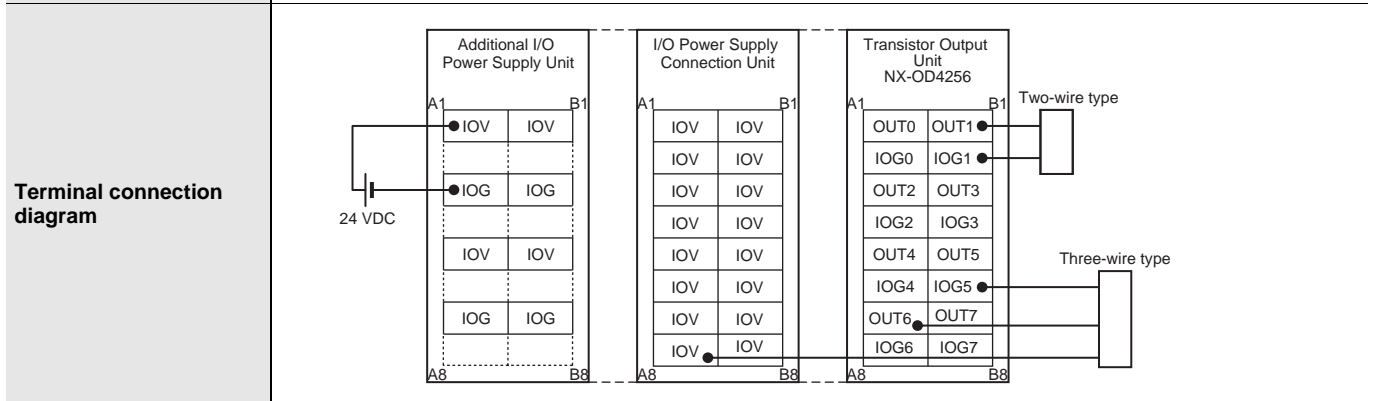 Terminal connection
diagram
24 VDC
Additional I/O
Power Supply Unit
A1 B1
IOV IOV
IOG IOG
IOV IOV
IOG IOG
A8 B8
I/O Power Supply
Connection Unit
A1 B1
IOV IOV
IOV IOV
IOV IOV
IOV IOV
IOV IOV
IOV IOV
IOV IOV
IOV IOV
A8 B8
Transistor Output
Unit
NX-OD4256
A1 B1
OUT0 OUT1
IOG0 IOG1
OUT2 OUT3
IOG2 IOG3
OUT4 OUT5
IOG4 IOG5
OUT6 OUT7
IOG6 IOG7
A8 B8
Two-wire type
Three-wire type